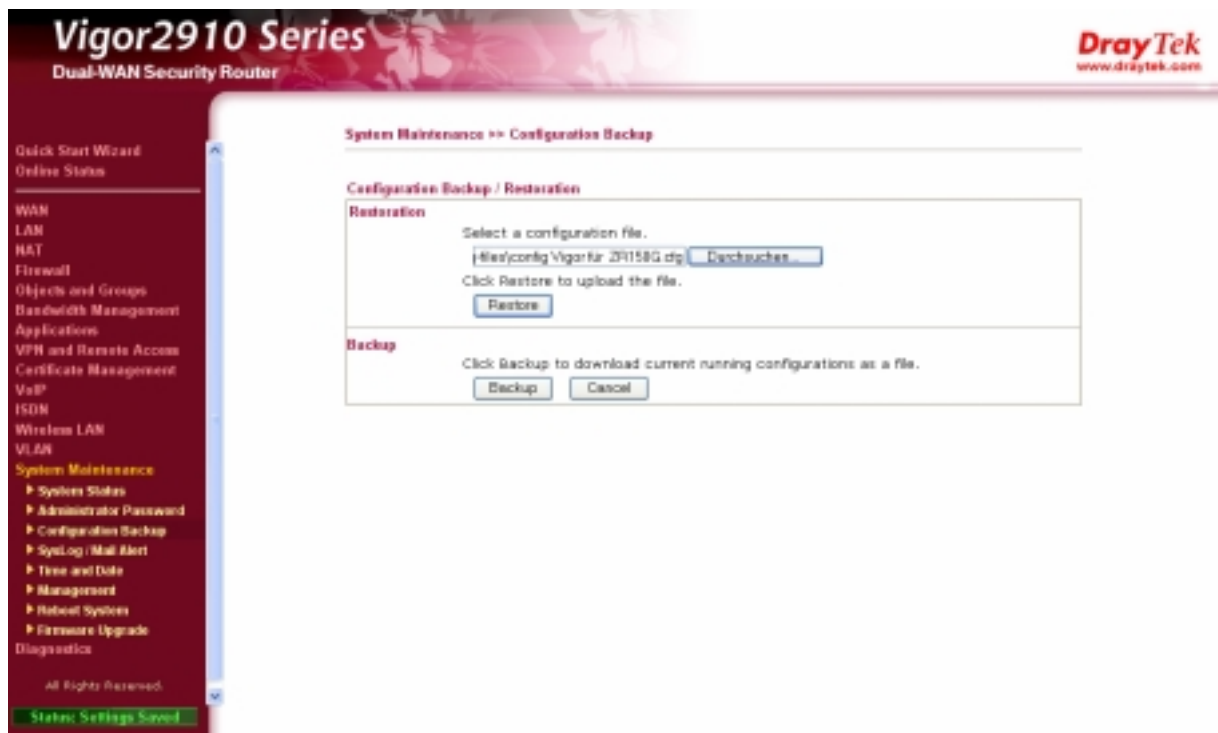 Vigor2910 Series
Dual-WAN Security Router
DrayTek
www.draytek.com
Quick Start Wizard
Online Status
WAN
LAN
NAT
Firewall
Objects and Groups
Bandwidth Management
Applications
VPN and Remote Access
Certificate Management
VoIP
ISDN
Wireless LAN
VLAN
System Maintenance
System Status
Administrator Password
Configuration Backup
SysLog / Mail Alert
Time and Date
Management
Reboot System
Firmware Upgrade
Diagnostics
All Rights Reserved.
Status: Settings Saved
System Maintenance >> Configuration Backup
Configuration Backup / Restoration
Restoration
Select a configuration file.
config Vigor für Durchsuchen...
Click Restore to upload the file.
Restore
Backup
Click Backup to download current running configurations as a file.
Backup Cancel